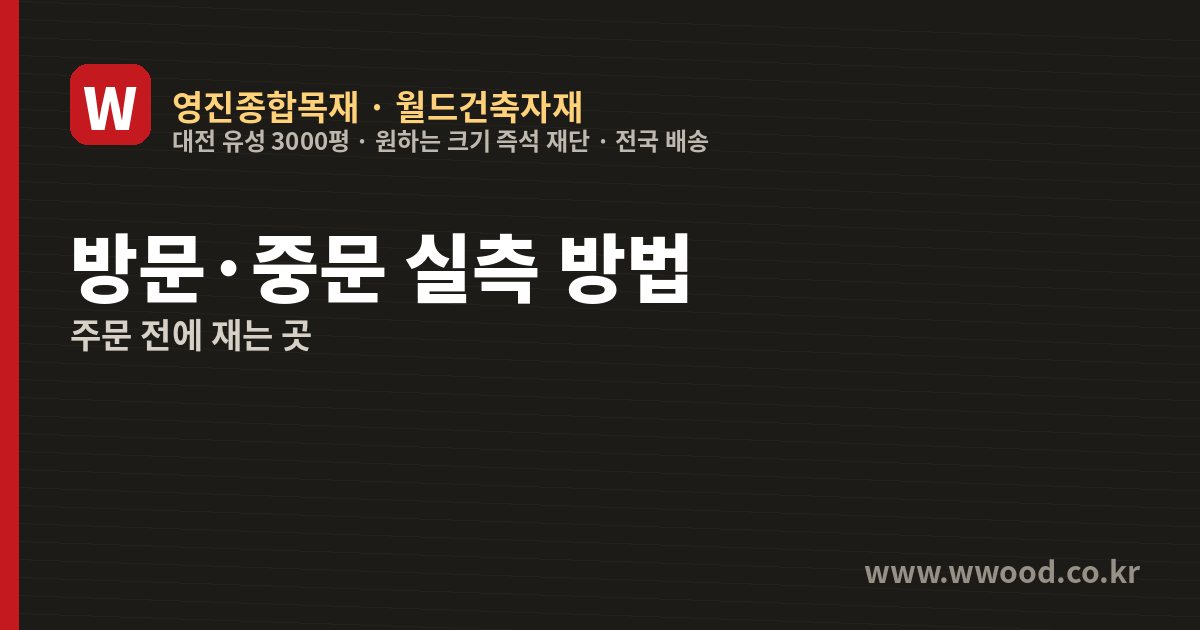 W
영진종합목재 · 월드건축자재
대전 유성 3000평 · 원하는 크기 즉석 재단 · 전국 배송
방문·중문 실측 방법
주문 전에 재는 곳
www.wwood.co.kr